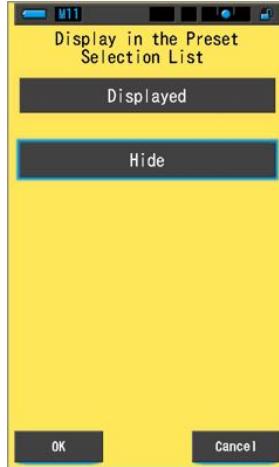 M11
Display in the Preset
Selection List
Displayed
Hide
OK
Cancel